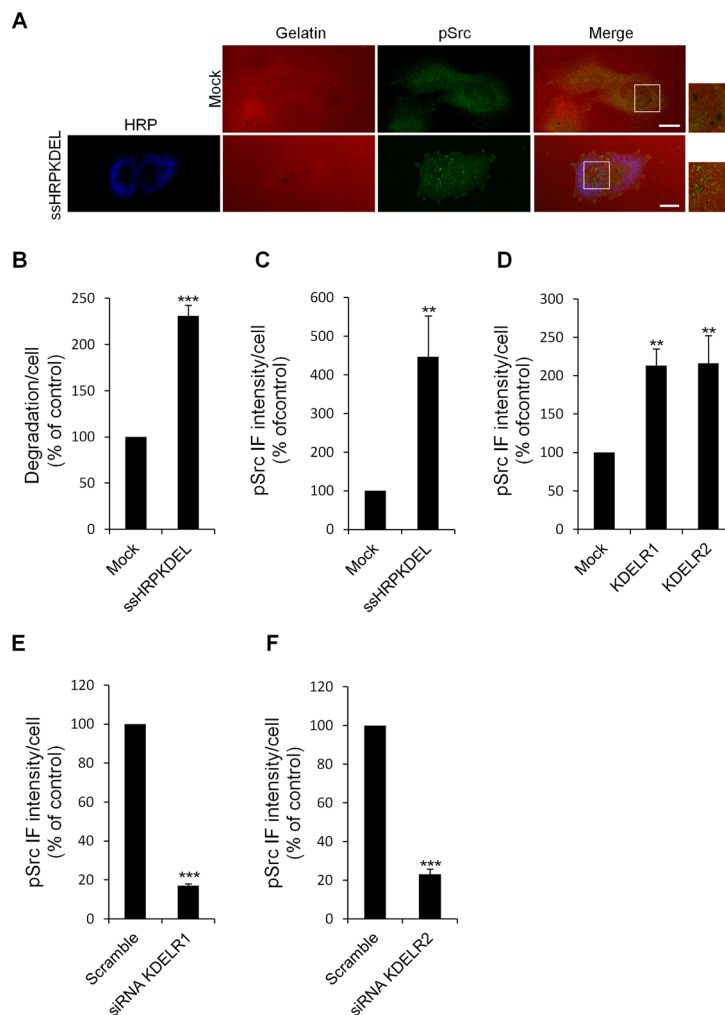 A
Gelatin pSrc Merge
Mock
HRP
ssHRPKDEL
B
Degradation/cell
(% of control)
250
200
150
100
50
0
***
Mock
ssHRPKDEL
C
pSrc IF intensity/cell
(% ofcontrol)
600
500
400
300
200
100
0
**
Mock
ssHRPKDEL
D
pSrc IF intensity/cell
(% ofcontrol)
300
250
200
150
100
50
0
**
**
Mock
KDELR1
KDELR2
E
pSrc IF intensity/cell
(% of control)
120
100
80
60
40
20
0
***
Scramble
siRNA KDELR1
F
pSrc IF intensity/cell
(% of control)
120
100
80
60
40
20
0
***
Scramble
siRNA KDELR2